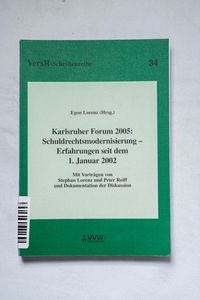 VersR-Schriftenreihe 34
Egon Lorenz (Hrsg.)
Karlsruher Forum 2005:
Schuldrechtsmodernisierung –
Erfahrungen seit dem
1. Januar 2002
Mit Vorträgen von
Stephan Lorenz und Peter Reiff
und Dokumentation der Diskussion
VVW